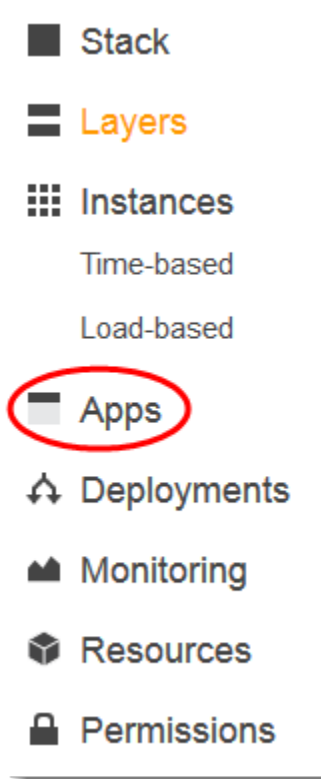 Stack
Layers
Instances
Time-based
Load-based
Apps
Deployments
Monitoring
Resources
Permissions